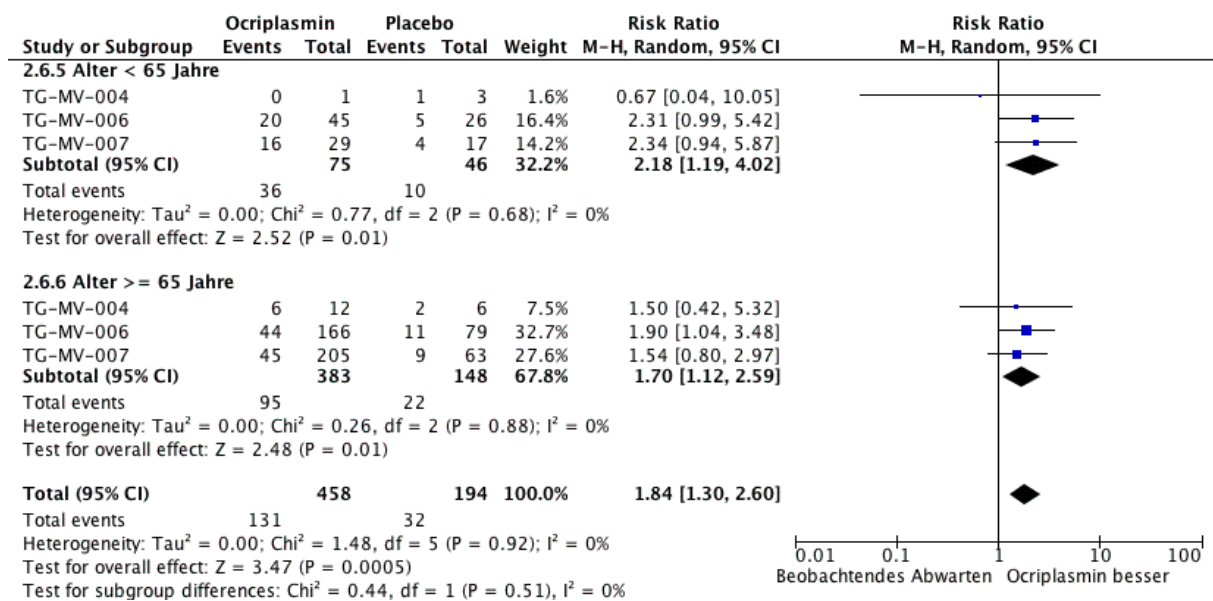 Ocriplasmin Placebo Risk Ratio Risk Ratio
Study or Subgroup Events Total Events Total Weight M-H, Random, 95% CI M-H, Random, 95% CI
2.6.5 Alter < 65 Jahre
TG-MV-004 0 1 1 3 1.6% 0.67 [0.04, 10.05]
TG-MV-006 20 45 5 26 16.4% 2.31 [0.99, 5.42]
TG-MV-007 16 29 4 17 14.2% 2.34 [0.94, 5.87]
Subtotal (95% CI) 75 46 32.2% 2.18 [1.19, 4.02]
Total events 36 10
Heterogeneity: Tau² = 0.00; Chi² = 0.77, df = 2 (P = 0.68); I² = 0%
Test for overall effect: Z = 2.52 (P = 0.01)
2.6.6 Alter >= 65 Jahre
TG-MV-004 6 12 2 6 7.5% 1.50 [0.42, 5.32]
TG-MV-006 44 166 11 79 32.7% 1.90 [1.04, 3.48]
TG-MV-007 45 205 9 63 27.6% 1.54 [0.80, 2.97]
Subtotal (95% CI) 383 148 67.8% 1.70 [1.12, 2.59]
Total events 95 22
Heterogeneity: Tau² = 0.00; Chi² = 0.26, df = 2 (P = 0.88); I² = 0%
Test for overall effect: Z = 2.48 (P = 0.01)
Total (95% CI) 458 194 100.0% 1.84 [1.30, 2.60]
Total events 131 32
Heterogeneity: Tau² = 0.00; Chi² = 1.48, df = 5 (P = 0.92); I² = 0%
Test for overall effect: Z = 3.47 (P = 0.0005)
Test for subgroup differences: Chi² = 0.44, df = 1 (P = 0.51), I² = 0%
0.01 0.1 1 10 100
Beobachtendes Abwarten Ocriplasmin besser